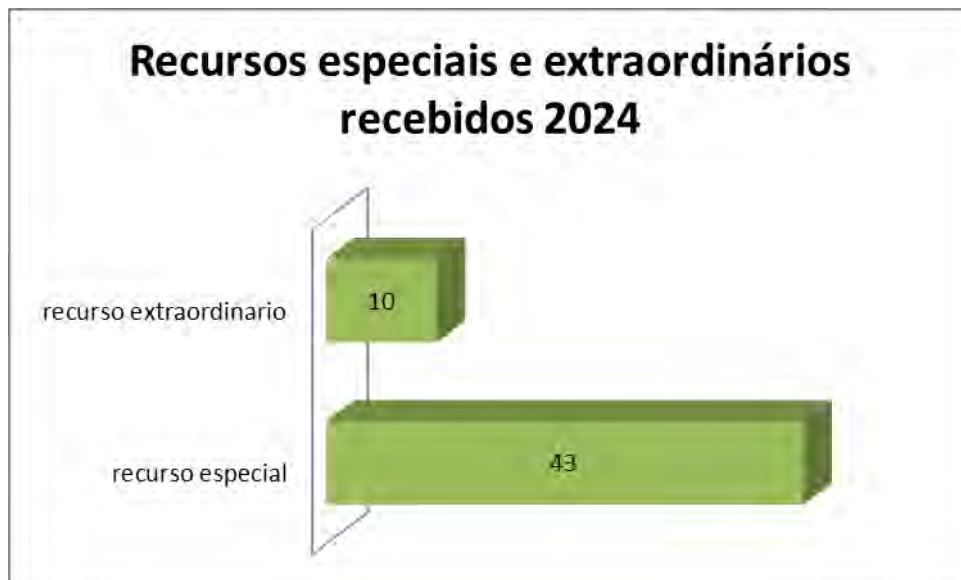 Recursos especiais e extraordinários
recebidos 2024
recurso extraordinario
10
recurso especial
43